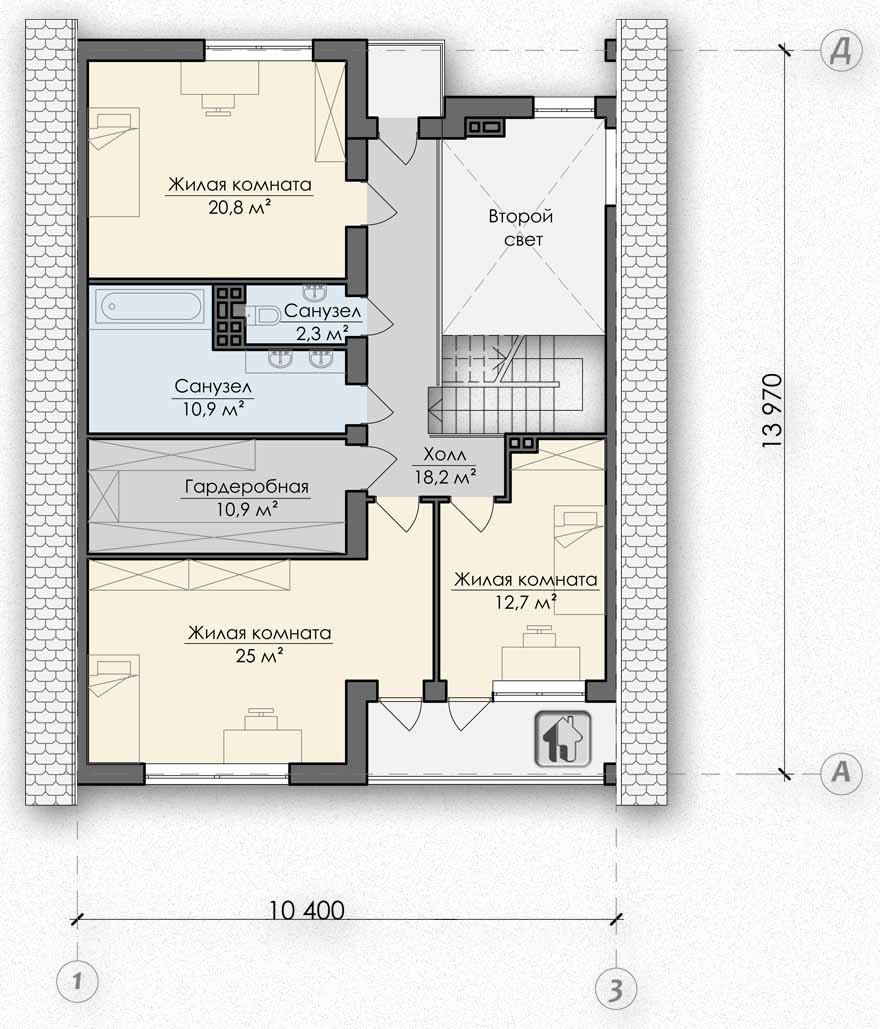 Д
Жилая комната
20,8 м²
Второй
свет
Санузел
2,3 м²
Санузел
10,9 м²
13 970
Холл
18,2 м²
Гардеробная
10,9 м²
Жилая комната
12,7 м²
Жилая комната
25 м²
А
10 400
1
3